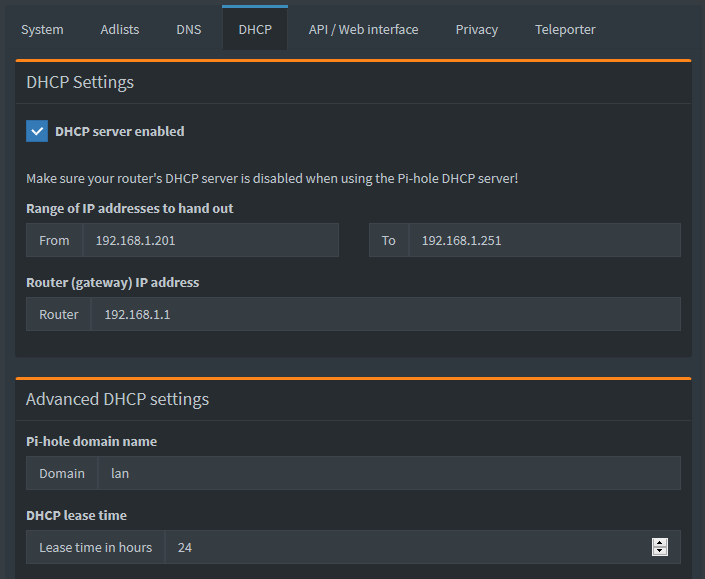 System Adlists DNS DHCP API / Web interface Privacy Teleporter
DHCP Settings
DHCP server enabled
Make sure your router's DHCP server is disabled when using the Pi-hole DHCP server!
Range of IP addresses to hand out
From 192.168.1.201 To 192.168.1.251
Router (gateway) IP address
Router 192.168.1.1
Advanced DHCP settings
Pi-hole domain name
Domain lan
DHCP lease time
Lease time in hours 24